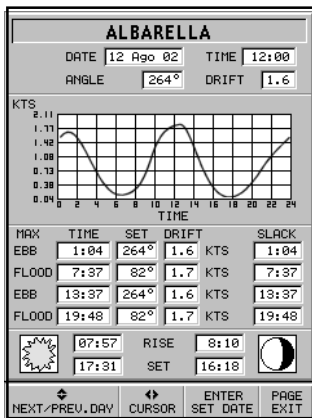 ALBARELLA
DATE 12 Ago 02 TIME 12:00
ANGLE 264° DRIFT 1.6
KTS
2.11
1.77
1.42
1.08
0.73
0.38
0.04
0 2 4 6 8 10 12 14 16 18 20 22 24
TIME
MAX TIME SET DRIFT SLACK
EBB 1:04 264° 1.6 KTS 1:04
FLOOD 7:37 82° 1.7 KTS 7:37
EBB 13:37 264° 1.6 KTS 13:37
FLOOD 19:48 82° 1.7 KTS 19:48
07:57 RISE 8:10
17:31 SET 16:18
NEXT/PREV.DAY CURSOR ENTER SET DATE PAGE EXIT